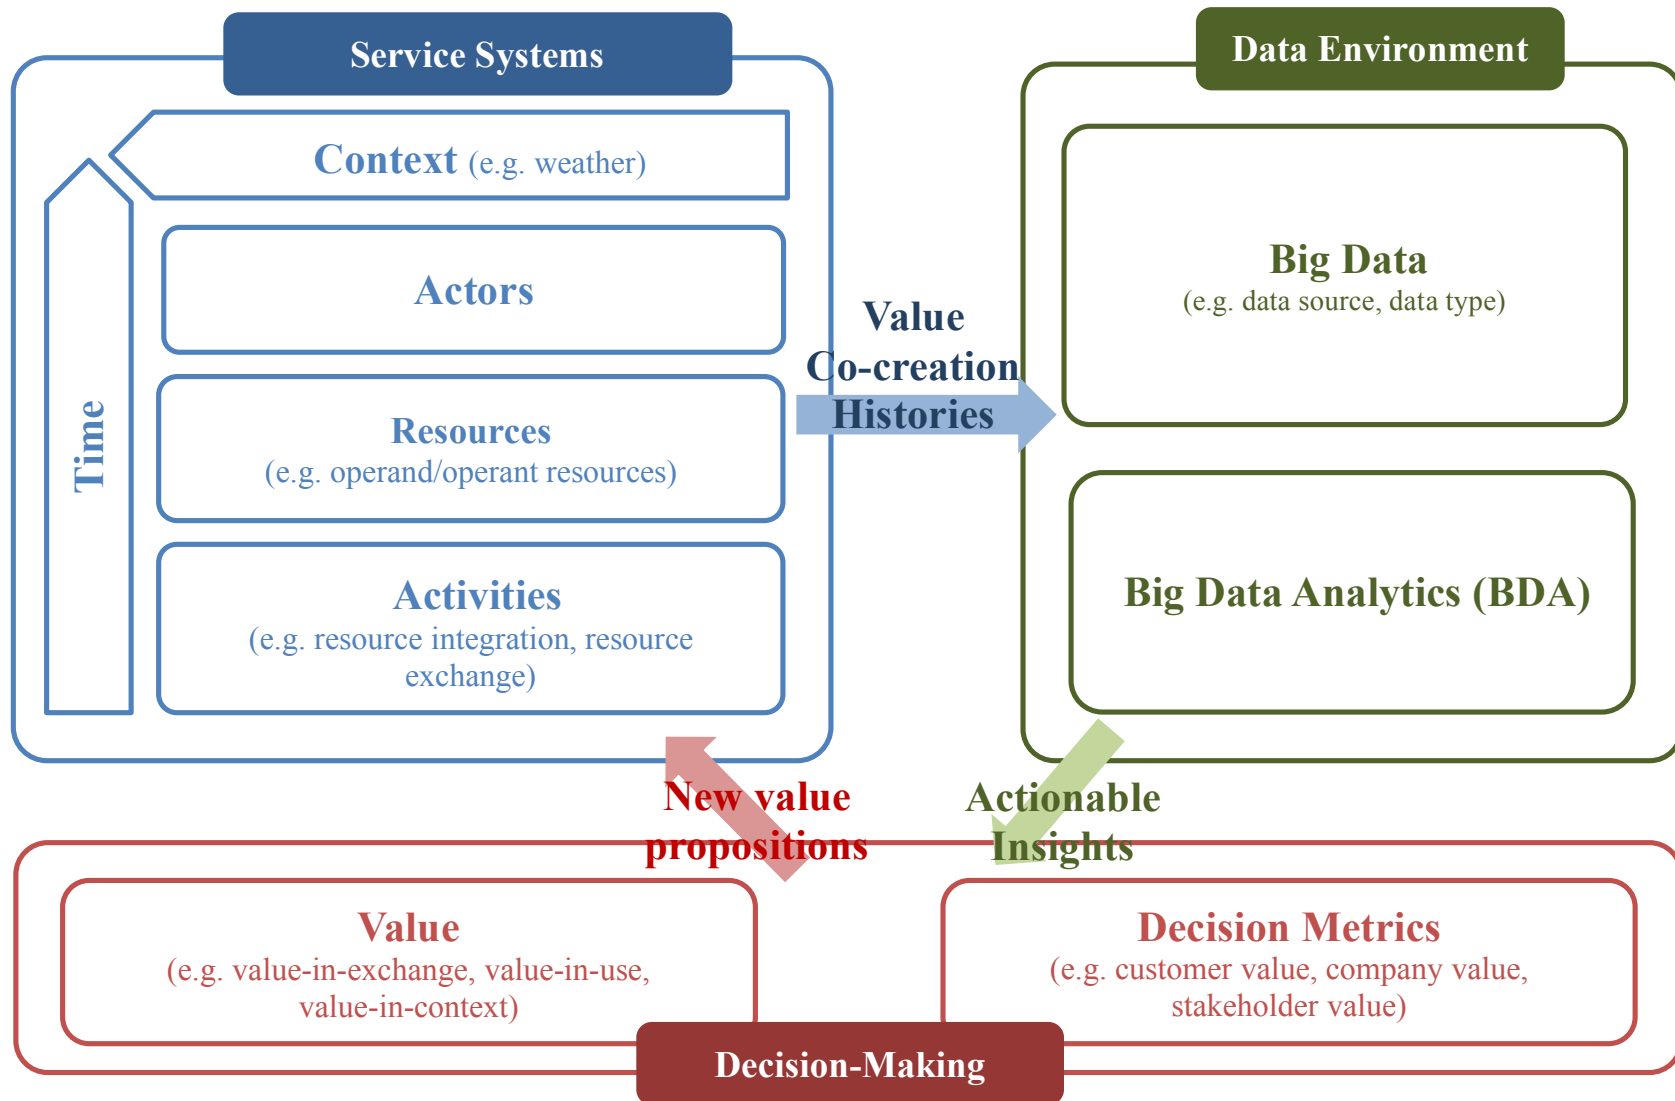 Service Systems
Context (e.g. weather)
Time
Actors
Resources
(e.g. operand/operant resources)
Activities
(e.g. resource integration, resource
exchange)
Value
Co-creation
Histories
Data Environment
Big Data
(e.g. data source, data type)
Big Data Analytics (BDA)
New value
propositions
Actionable
Insights
Value
(e.g. value-in-exchange, value-in-use,
value-in-context)
Decision Metrics
(e.g. customer value, company value,
stakeholder value)
Decision-Making